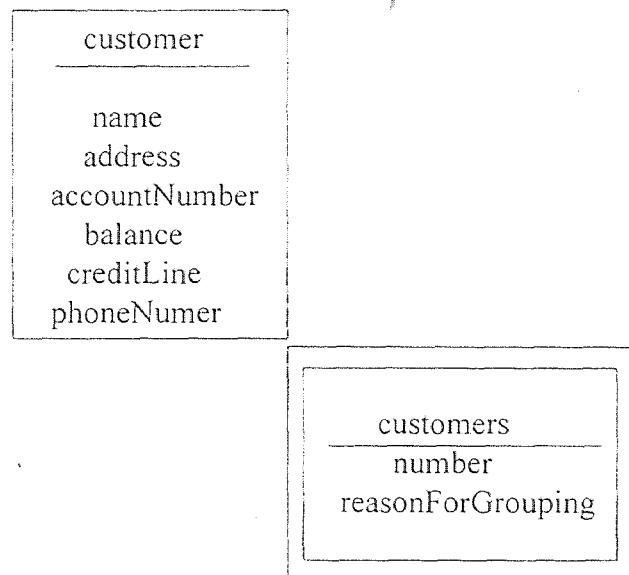 customer
name
address
accountNumber
balance
creditLine
phoneNumer
customers
number
reasonForGrouping